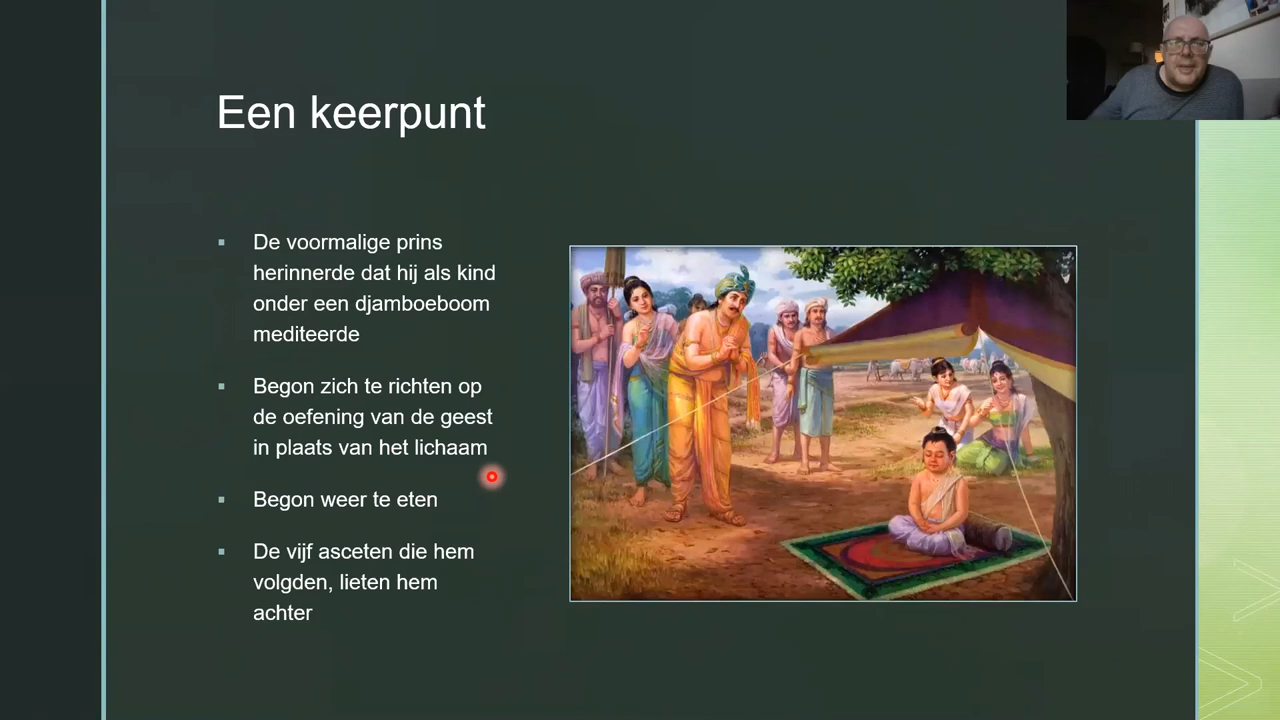 Een keerpunt
De voormalige prins
herinnerde dat hij als kind
onder een djamboeboom
mediteerde
Begon zich te richten op
de oefening van de geest
in plaats van het lichaam
Begon weer te eten
De vijf asceten die hem
volgden, lieten hem
achter